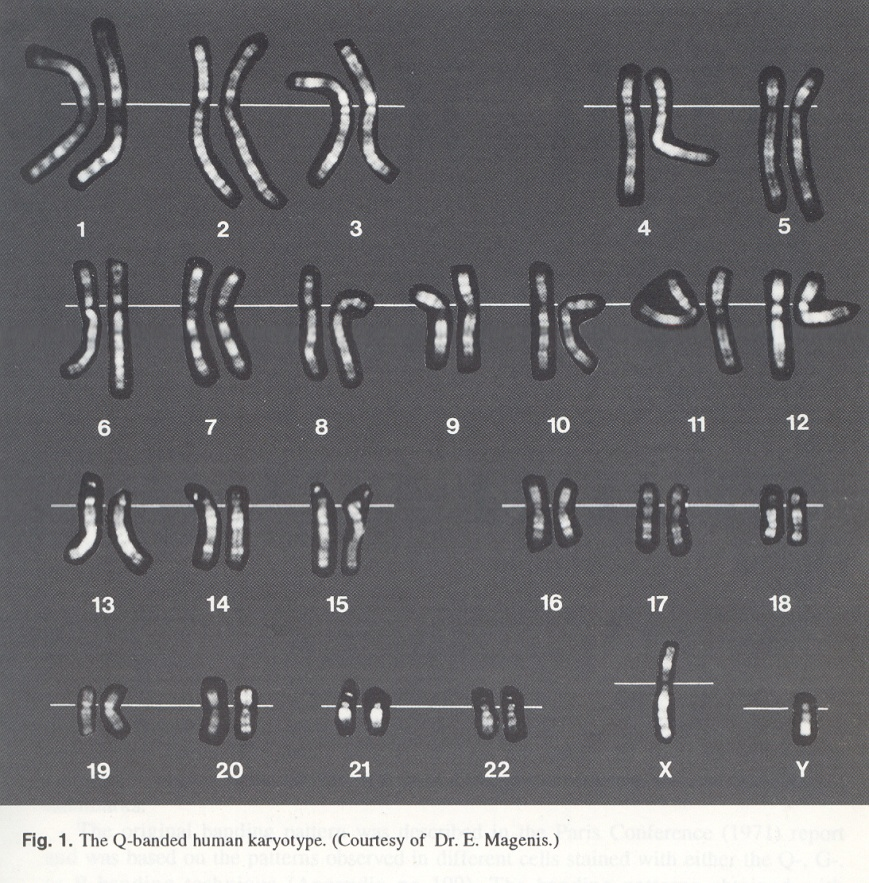 1 2 3 4 5
6 7 8 9 10 11 12
13 14 15 16 17 18
19 20 21 22 X Y
Fig. 1. The Q-banded human karyotype. (Courtesy of Dr. E. Magenis.)